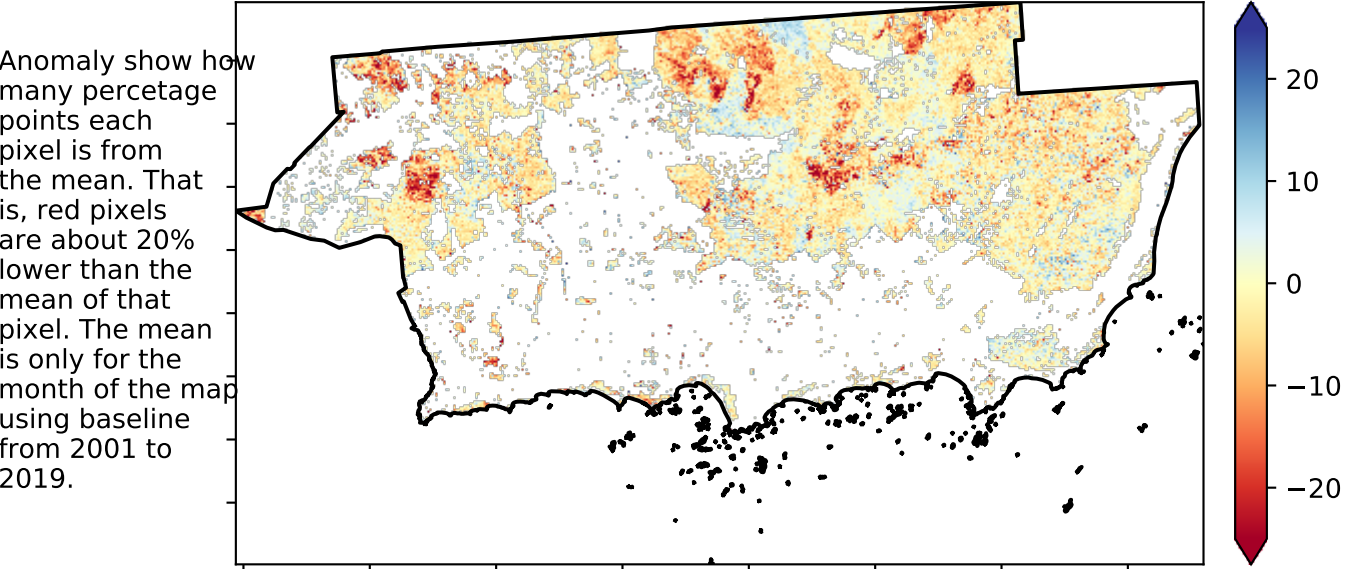 Anomaly show how
many percetage
points each
pixel is from
the mean. That
is, red pixels
are about 20%
lower than the
mean of that
pixel. The mean
is only for the
month of the map
using baseline
from 2001 to
2019.
20
10
0
−10
−20